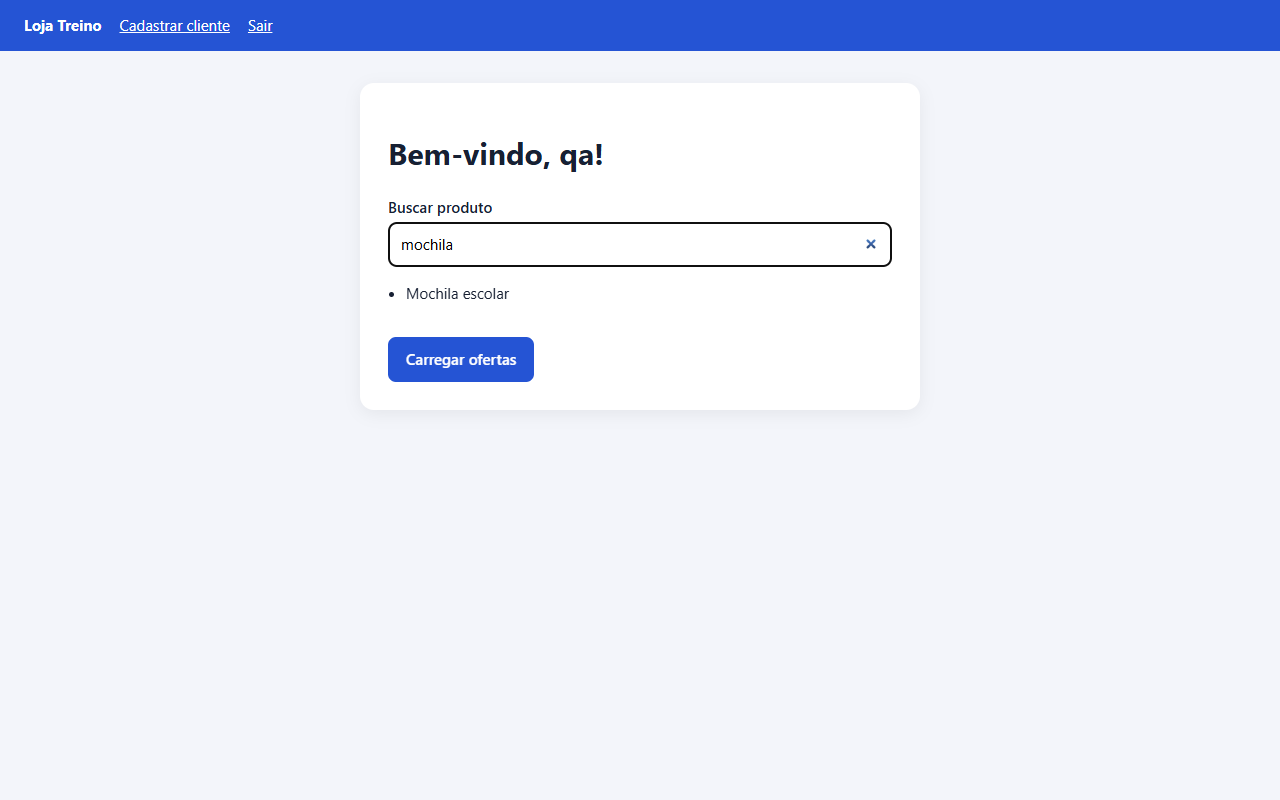 Loja Treino Cadastrar cliente Sair
Bem-vindo, qa!
Buscar produto
mochila ×
• Mochila escolar
Carregar ofertas